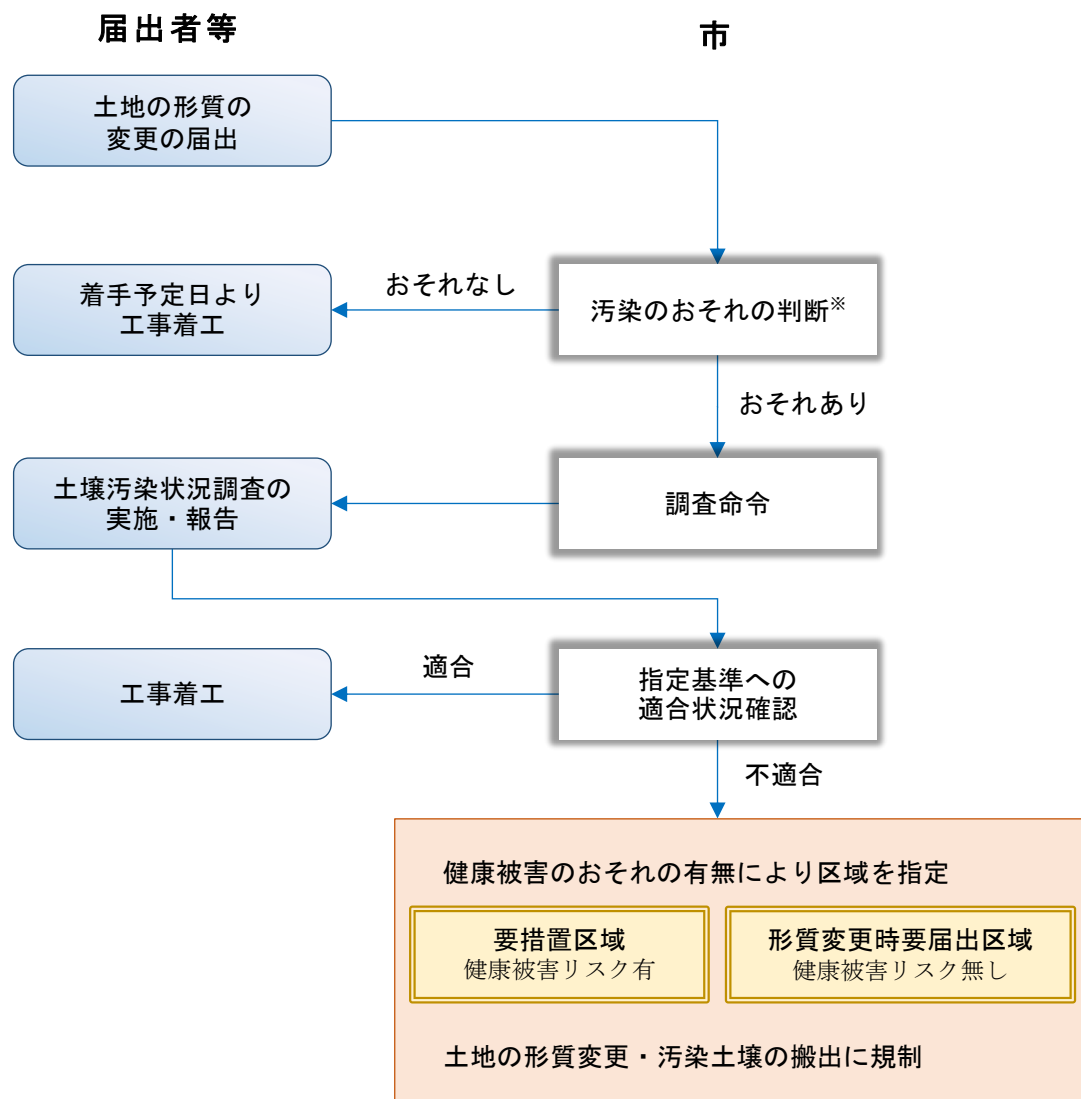 届出者等
市
土地の形質の
変更の届出
着手予定日より
工事着工
おそれなし
汚染のおそれの判断※
おそれあり
土壌汚染状況調査の
実施・報告
調査命令
工事着工
適合
指定基準への
適合状況確認
不適合
健康被害のおそれの有無により区域を指定
要措置区域
健康被害リスク有
形質変更時要届出区域
健康被害リスク無し
土地の形質変更・汚染土壌の搬出に規制